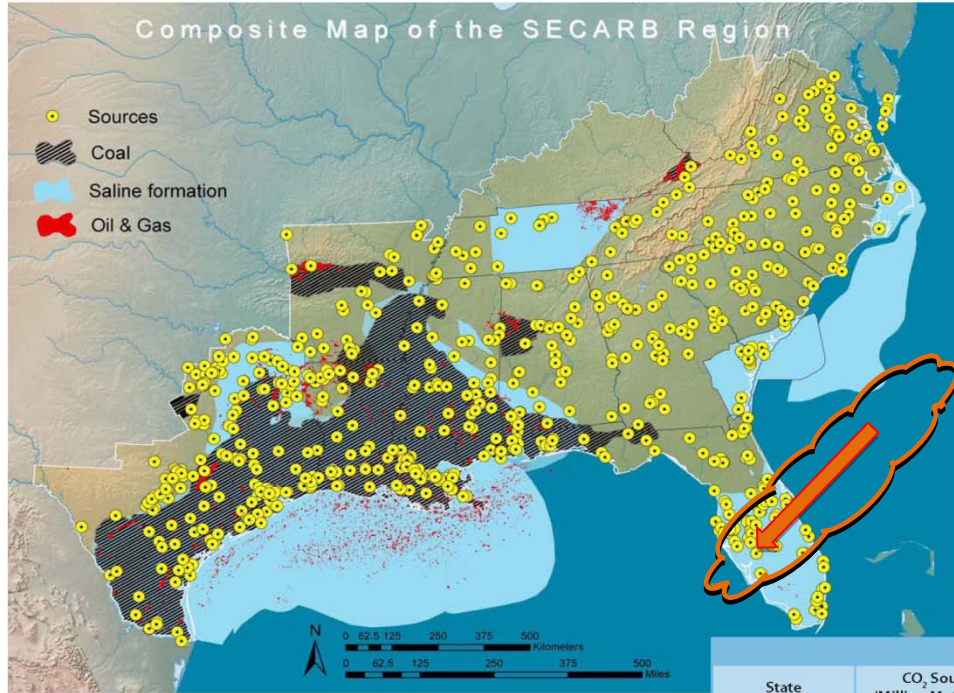 Composite Map of the SECARB Region
Sources
Coal
Saline formation
Oil & Gas
N
0 62.5 125 250 375 500
Kilometers
0 62.5 125 250 375 500
Miles
State
CO₂